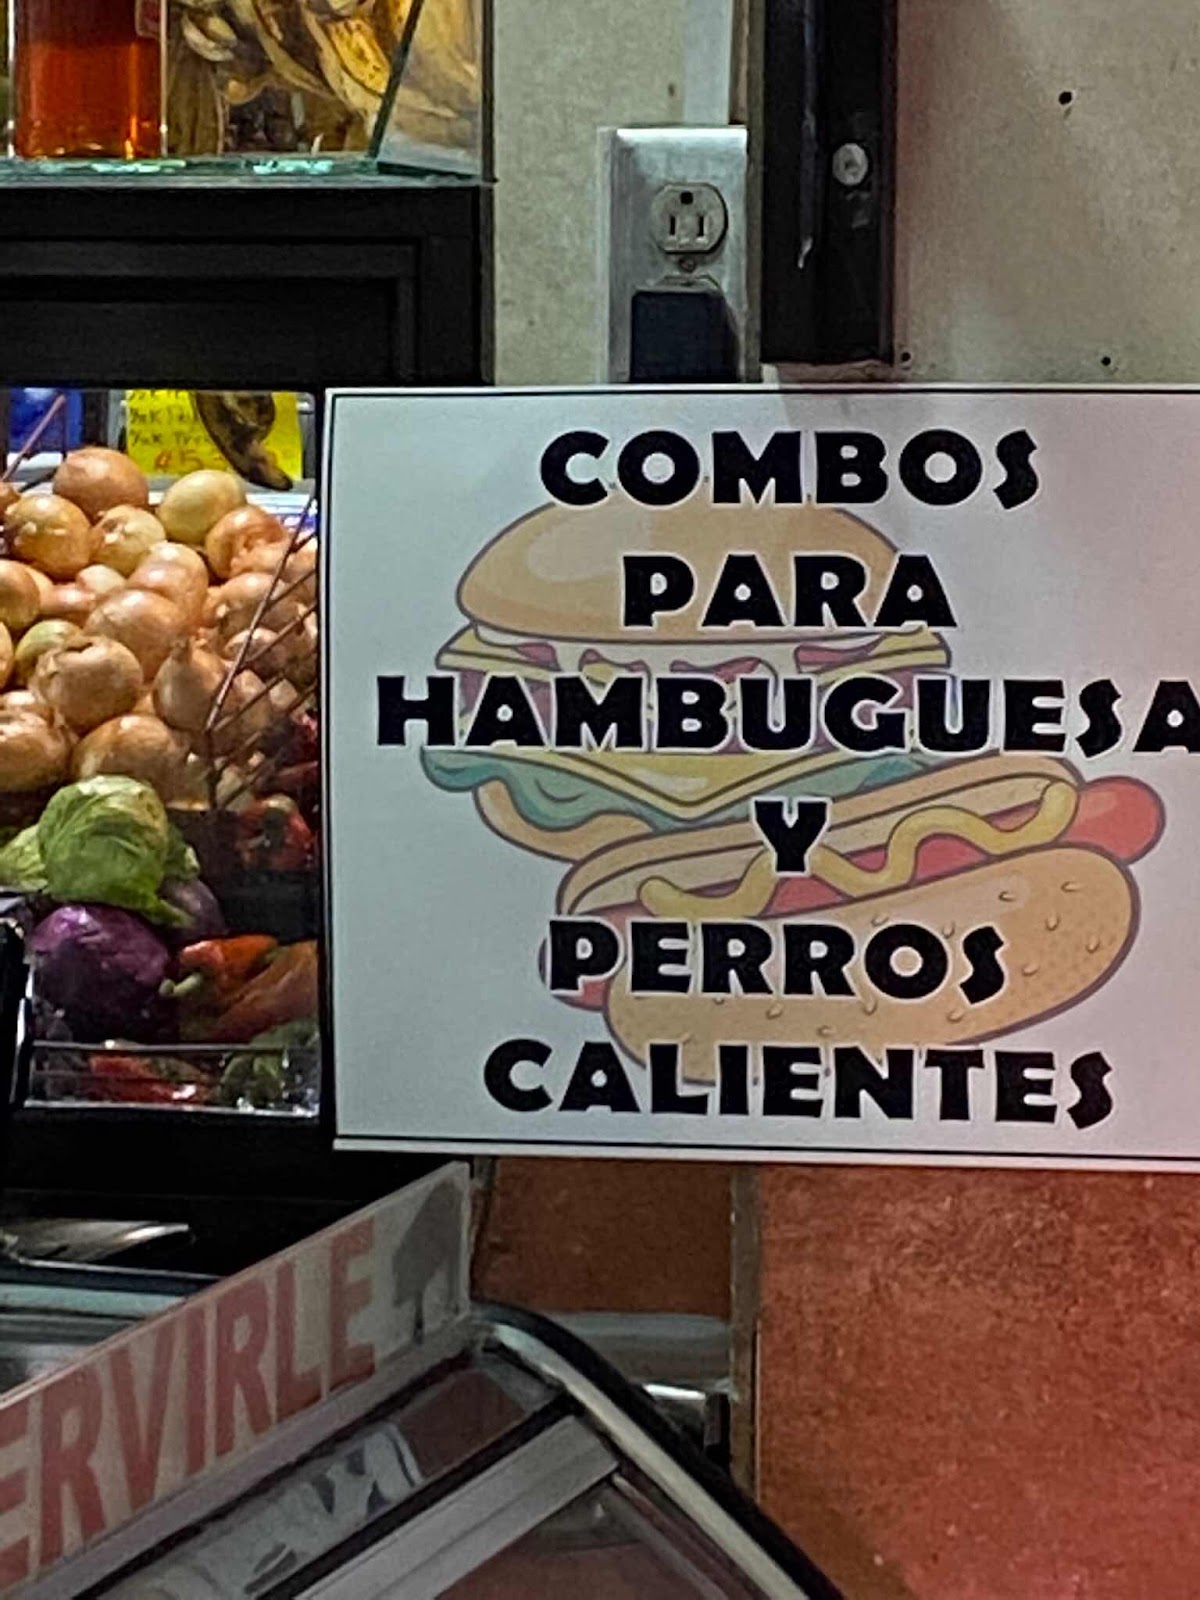 COMBOS
PARA
HAMBUGUESA
Y
PERROS
CALIENTES
ERVIRLE